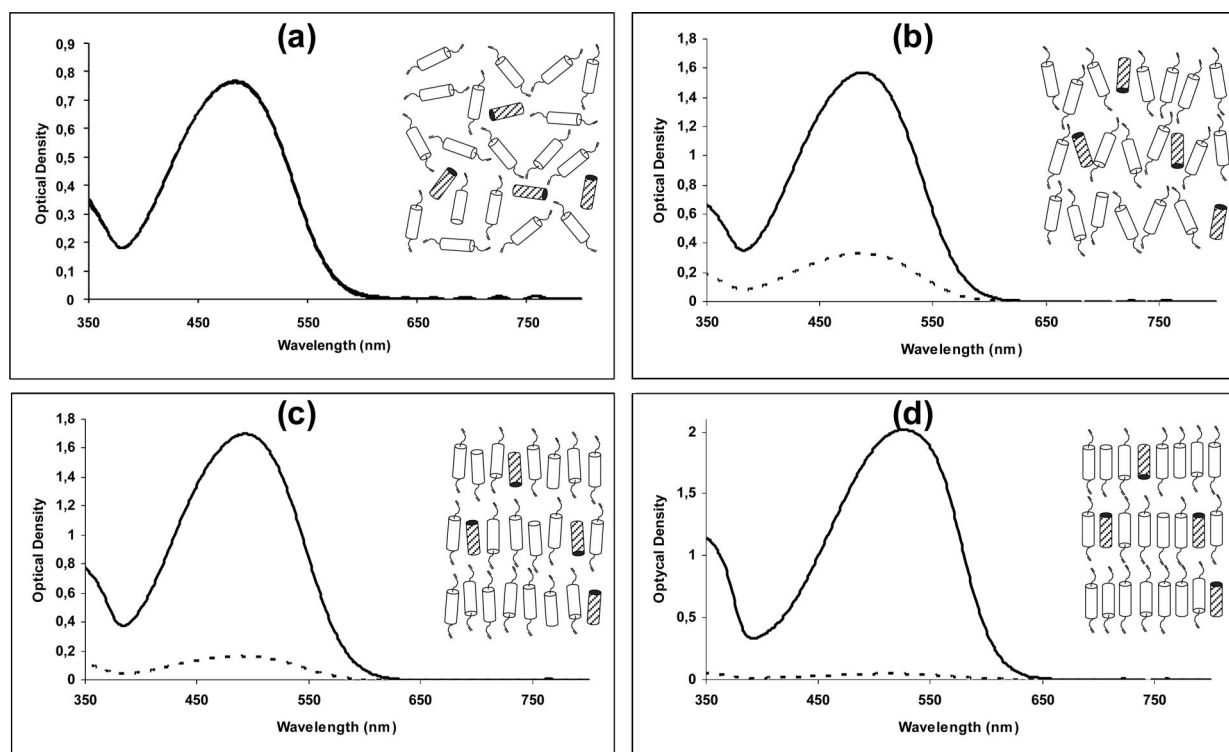 (a)
0,9
0,8
0,7
0,6
0,5
0,4
0,3
0,2
0,1
0
Optical Density
350 450 550 650 750
Wavelength (nm)
(b)
1,8
1,6
1,4
1,2
1
0,8
0,6
0,4
0,2
0
Optical Density
350 450 550 650 750
Wavelength (nm)
(c)
1,8
1,6
1,4
1,2
1
0,8
0,6
0,4
0,2
0
Optical Density
350 450 550 650 750
Wavelength (nm)
(d)
2
1,5
1
0,5
0
Optycal Density
350 450 550 650 750
Wavelength (nm)